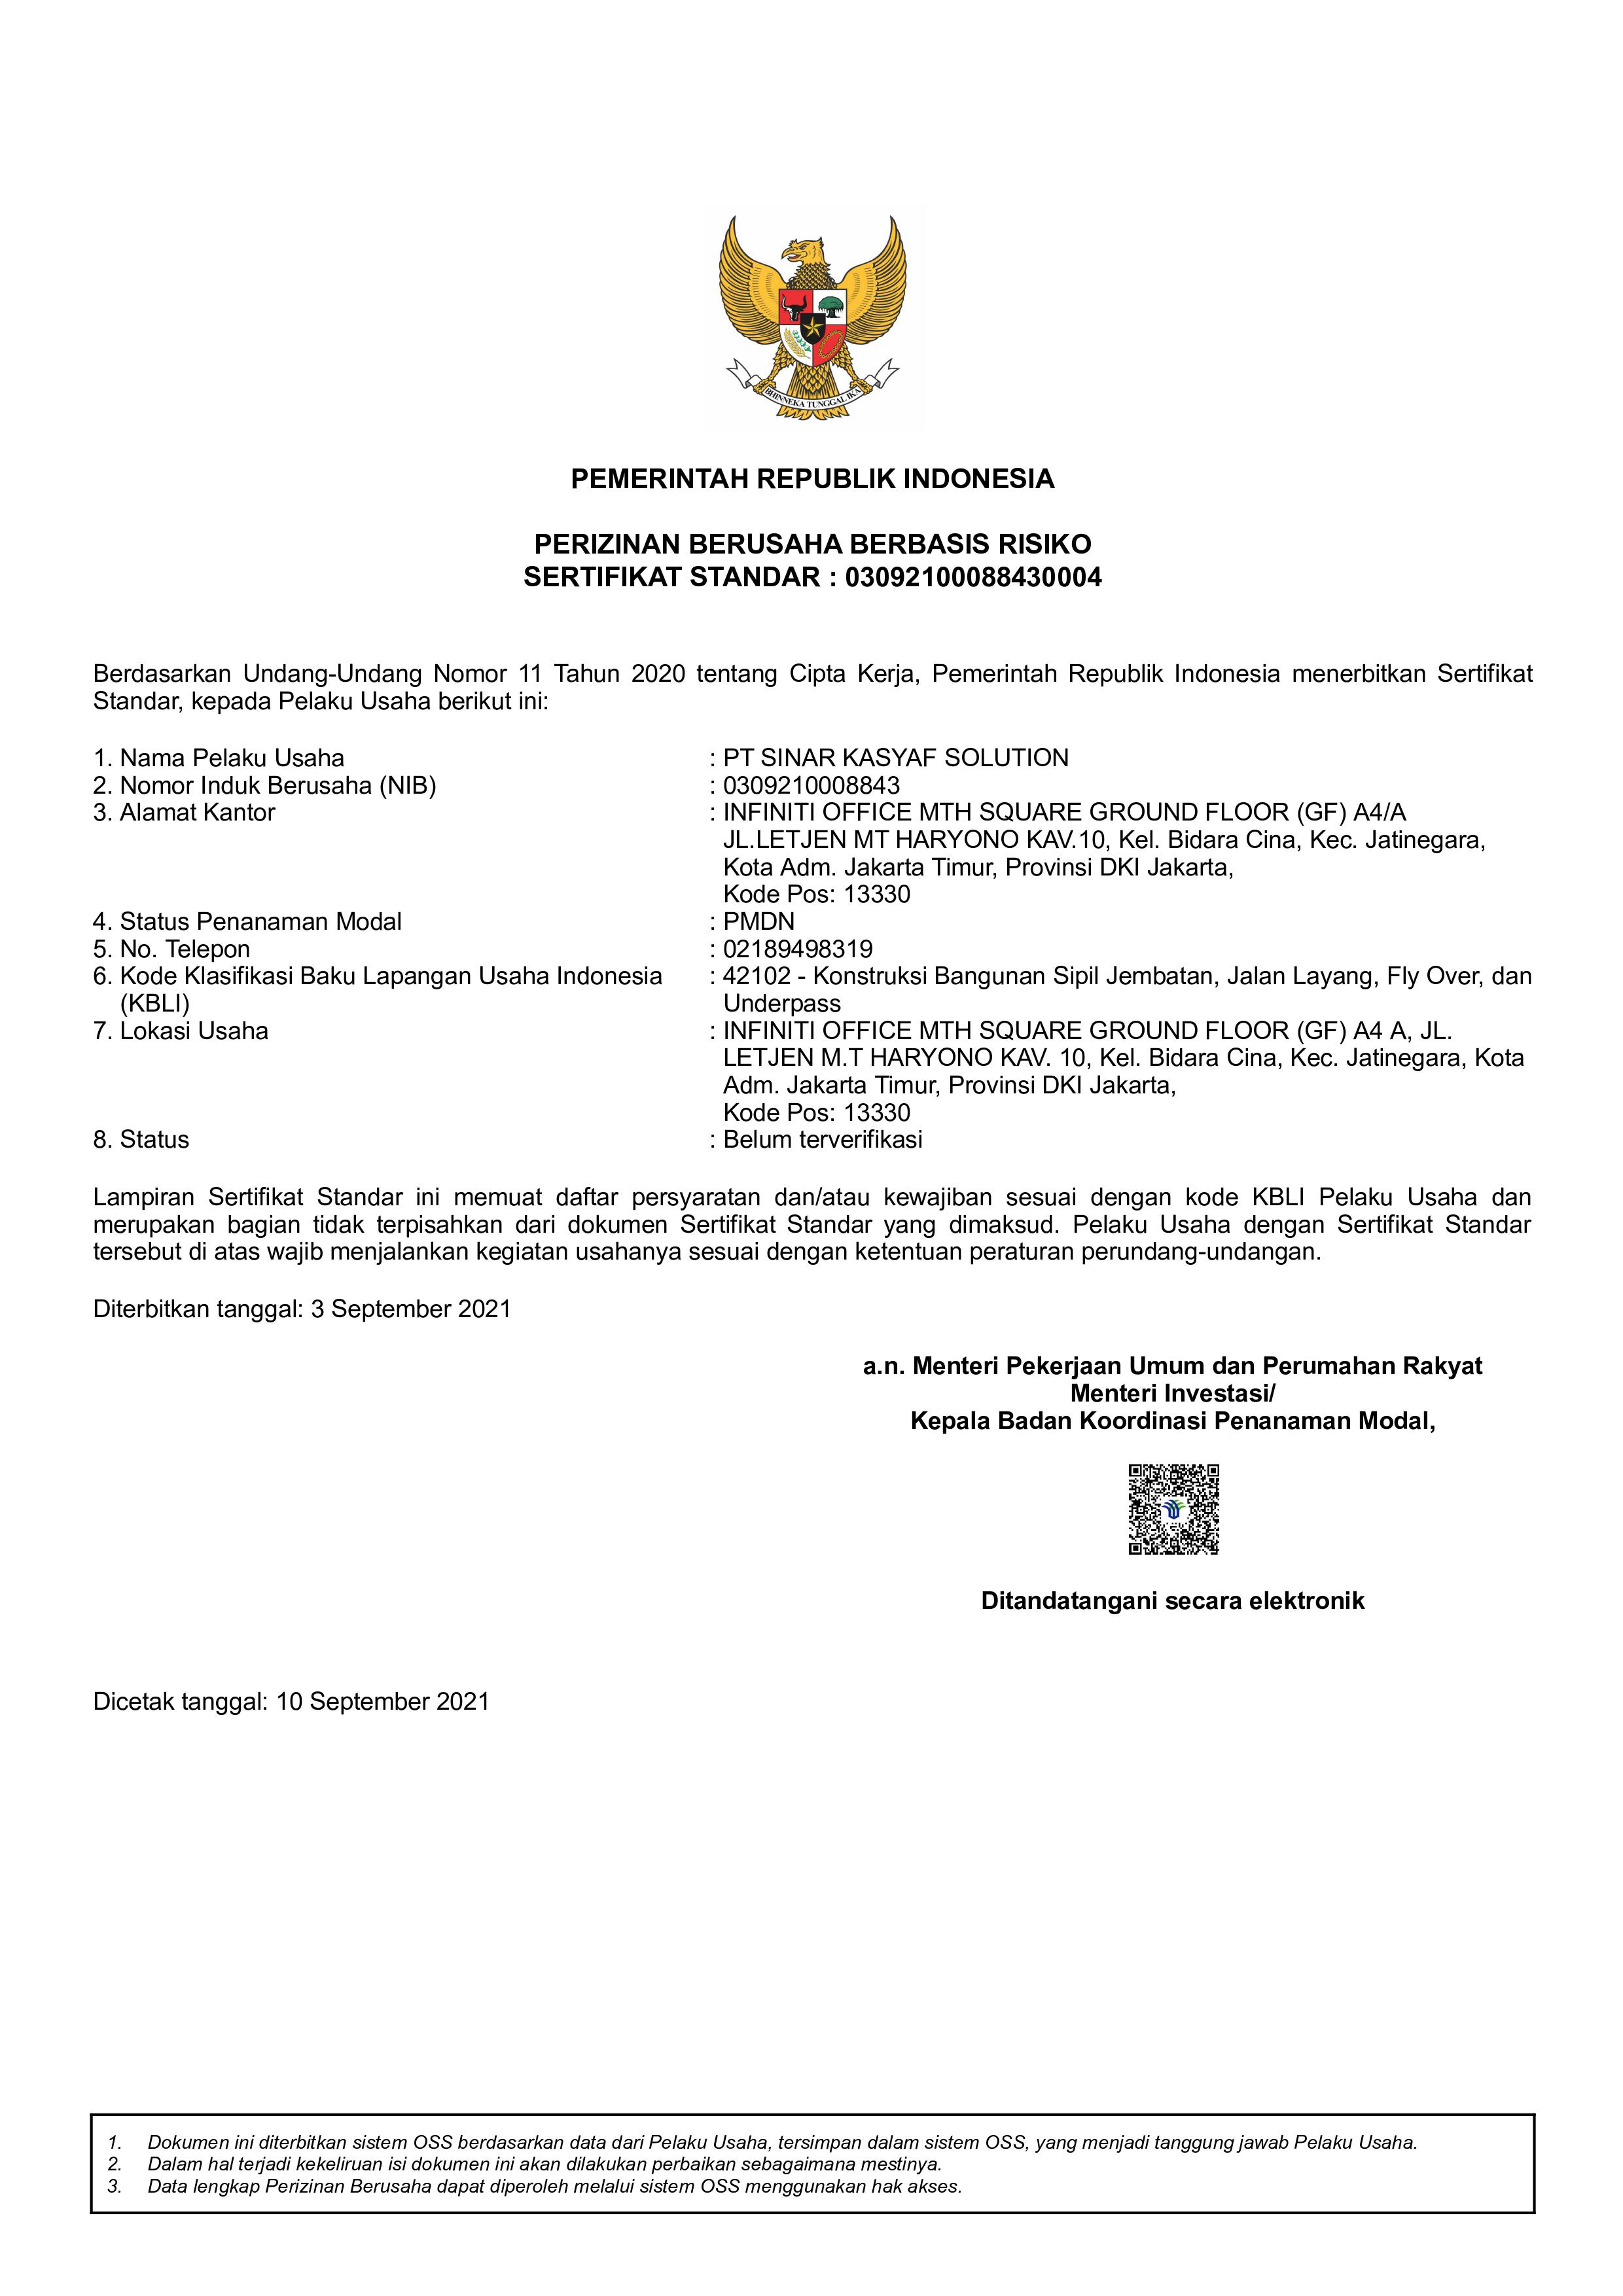 BHINNEKA TUNGGAL IKA
PEMERINTAH REPUBLIK INDONESIA
PERIZINAN BERUSAHA BERBASIS RISIKO
SERTIFIKAT STANDAR : 03092100088430004
Berdasarkan Undang-Undang Nomor 11 Tahun 2020 tentang Cipta Kerja, Pemerintah Republik Indonesia menerbitkan Sertifikat
Standar, kepada Pelaku Usaha berikut ini:
1. Nama Pelaku Usaha : PT SINAR KASYAF SOLUTION
2. Nomor Induk Berusaha (NIB) : 0309210008843
3. Alamat Kantor : INFINITI OFFICE MTH SQUARE GROUND FLOOR (GF) A4/A
JL.LETJEN MT HARYONO KAV.10, Kel. Bidara Cina, Kec. Jatinegara,
Kota Adm. Jakarta Timur, Provinsi DKI Jakarta,
Kode Pos: 13330
4. Status Penanaman Modal : PMDN
5. No. Telepon : 02189498319
6. Kode Klasifikasi Baku Lapangan Usaha Indonesia : 42102 - Konstruksi Bangunan Sipil Jembatan, Jalan Layang, Fly Over, dan
(KBLI) Underpass
7. Lokasi Usaha : INFINITI OFFICE MTH SQUARE GROUND FLOOR (GF) A4 A, JL.
LETJEN M.T HARYONO KAV. 10, Kel. Bidara Cina, Kec. Jatinegara, Kota
Adm. Jakarta Timur, Provinsi DKI Jakarta,
Kode Pos: 13330
8. Status : Belum terverifikasi
Lampiran Sertifikat Standar ini memuat daftar persyaratan dan/atau kewajiban sesuai dengan kode KBLI Pelaku Usaha dan
merupakan bagian tidak terpisahkan dari dokumen Sertifikat Standar yang dimaksud. Pelaku Usaha dengan Sertifikat Standar
tersebut di atas wajib menjalankan kegiatan usahanya sesuai dengan ketentuan peraturan perundang-undangan.
Diterbitkan tanggal: 3 September 2021
a.n. Menteri Pekerjaan Umum dan Perumahan Rakyat
Menteri Investasi/
Kepala Badan Koordinasi Penanaman Modal,
Ditandatangani secara elektronik
Dicetak tanggal: 10 September 2021
1. Dokumen ini diterbitkan sistem OSS berdasarkan data dari Pelaku Usaha, tersimpan dalam sistem OSS, yang menjadi tanggung jawab Pelaku Usaha.
2. Dalam hal terjadi kekeliruan isi dokumen ini akan dilakukan perbaikan sebagaimana mestinya.
3. Data lengkap Perizinan Berusaha dapat diperoleh melalui sistem OSS menggunakan hak akses.